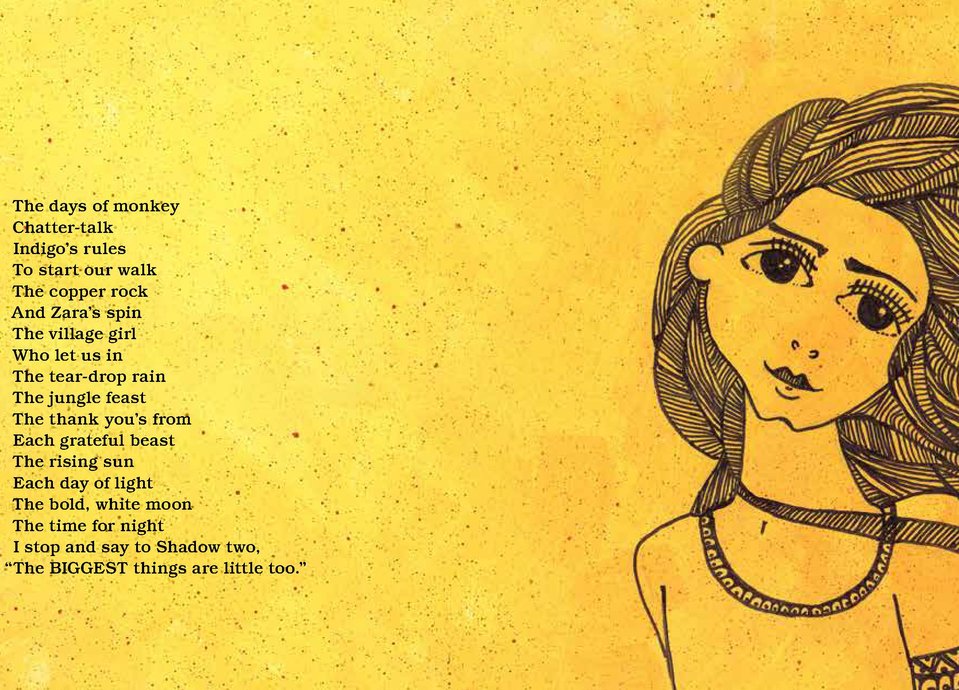 The days of monkey
Chatter-talk
Indigo's rules
To start our walk
The copper rock
And Zara's spin
The village girl
Who let us in
The tear-drop rain
The jungle feast
The thank you's from
Each grateful beast
The rising sun
Each day of light
The bold, white moon
The time for night
I stop and say to Shadow two,
“The BIGGEST things are little too.”